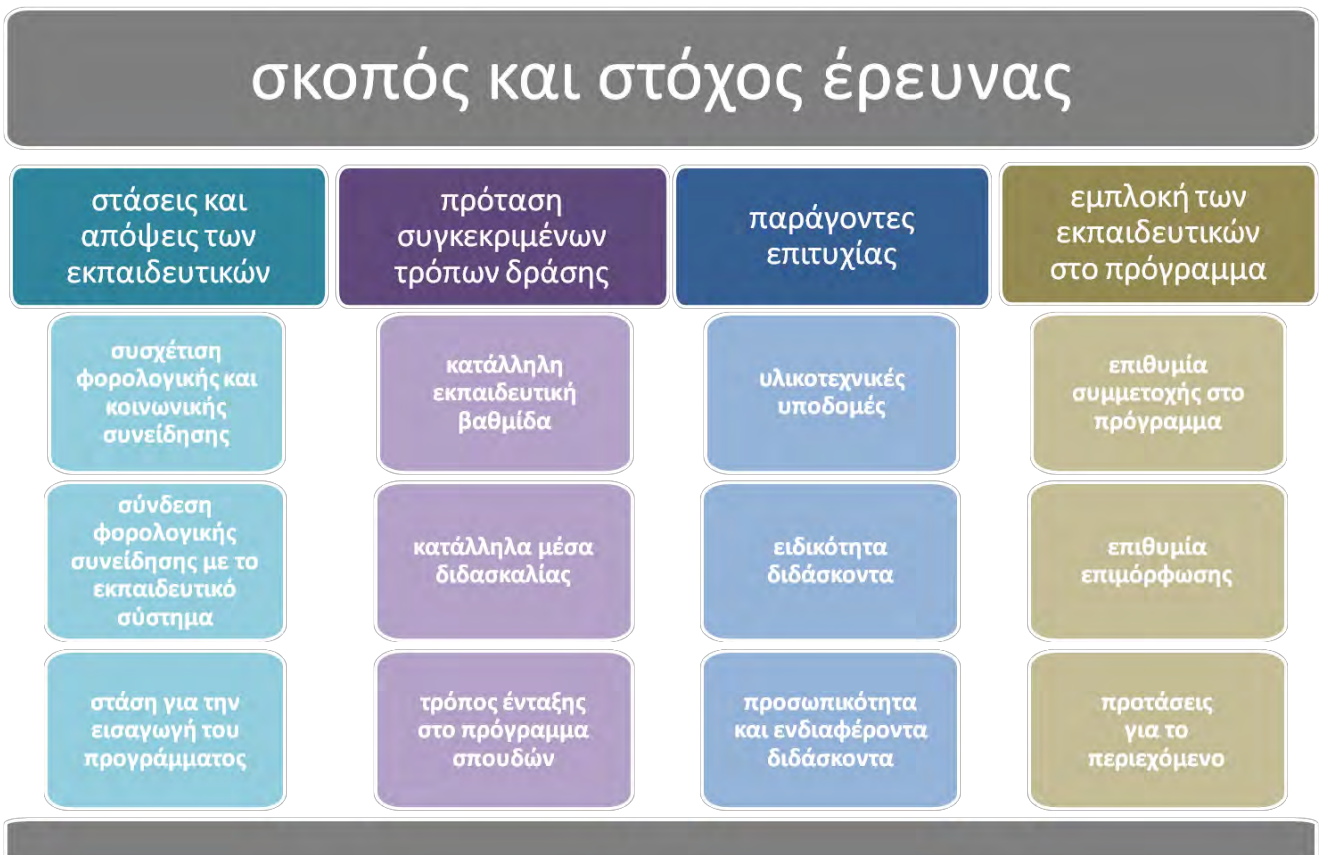 σκοπός και στόχος έρευνας
στάσεις και
απόψεις των
εκπαιδευτικών
συσχέτιση
φορολογικής και
κοινωνικής
συνείδησης
σύνδεση
φορολογικής
συνείδησης με το
εκπαιδευτικό
σύστημα
στάση για την
εισαγωγή του
προγράμματος
πρόταση
συγκεκριμένων
τρόπων δράσης
κατάλληλη
εκπαιδευτική
βαθμίδα
κατάλληλα μέσα
διδασκαλίας
τρόπος ένταξης
στο πρόγραμμα
σπουδών
παράγοντες
επιτυχίας
υλικοτεχνικές
υποδομές
ειδικότητα
διδάσκοντα
προσωπικότητα
και ενδιαφέροντα
διδάσκοντα
εμπλοκή των
εκπαιδευτικών
στο πρόγραμμα
επιθυμία
συμμετοχής στο
πρόγραμμα
επιθυμία
επιμόρφωσης
προτάσεις
για το
περιεχόμενο